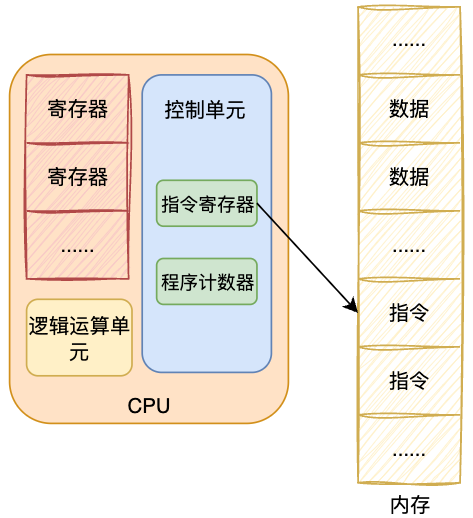 寄存器
寄存器
......
逻辑运算单
元
控制单元
指令寄存器
程序计数器
CPU
......
数据
数据
......
指令
指令
......
内存